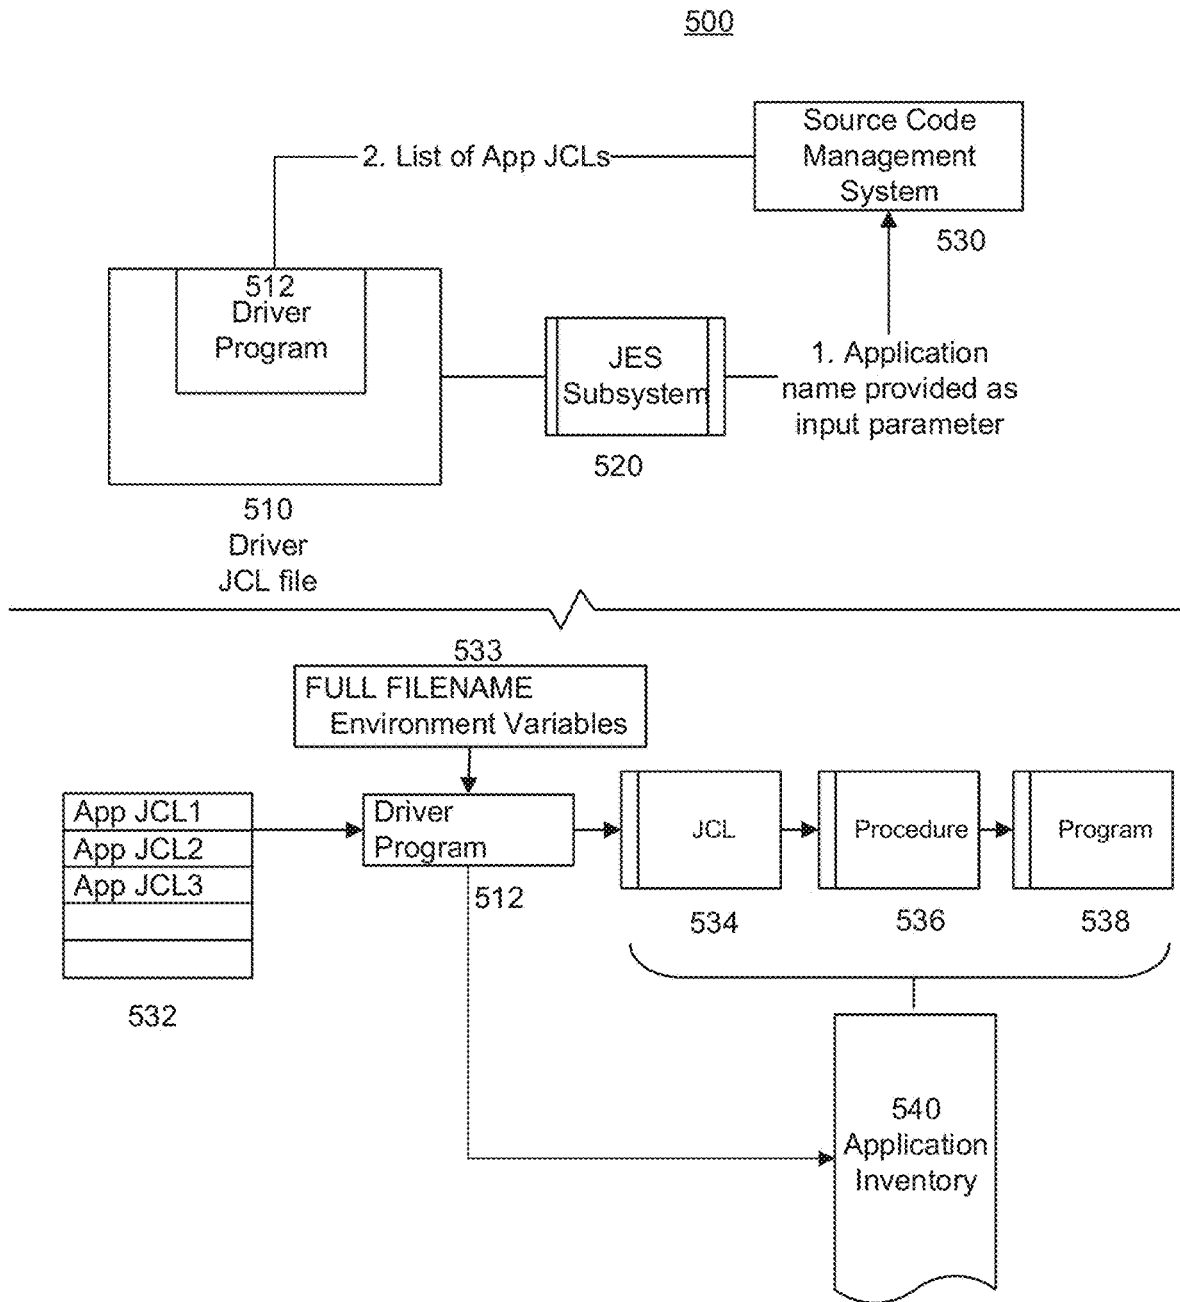 500
Source Code
Management
System
530
2. List of App JCLs
512
Driver
Program
JES
Subsystem
520
1. Application
name provided as
input parameter
510
Driver
JCL file
533
FULL FILENAME
Environment Variables
App JCL1
App JCL2
App JCL3
532
Driver
Program
512
JCL
534
Procedure
536
Program
538
540
Application
Inventory